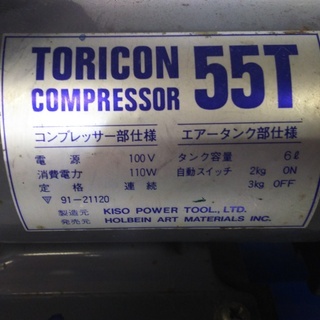 TORICON 55T
COMPRESSOR
コンプレッサー部仕様 エアータンク部仕様
電源 100V タンク容量 6ℓ
消費電力 110W 自動スイッチ 2kg ON
定格 連続 3kg OFF
▽ 91-21120
製造元 KISO POWER TOOL, LTD.
発売元 HOLBEIN ART MATERIALS INC.